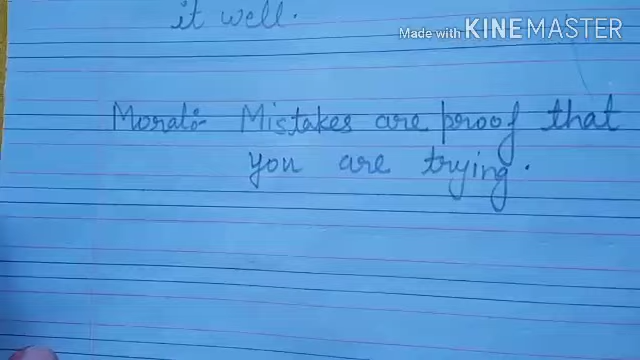 it well.
Made with KINEMASTER
Moral:- Mistakes are proof that
you are trying.